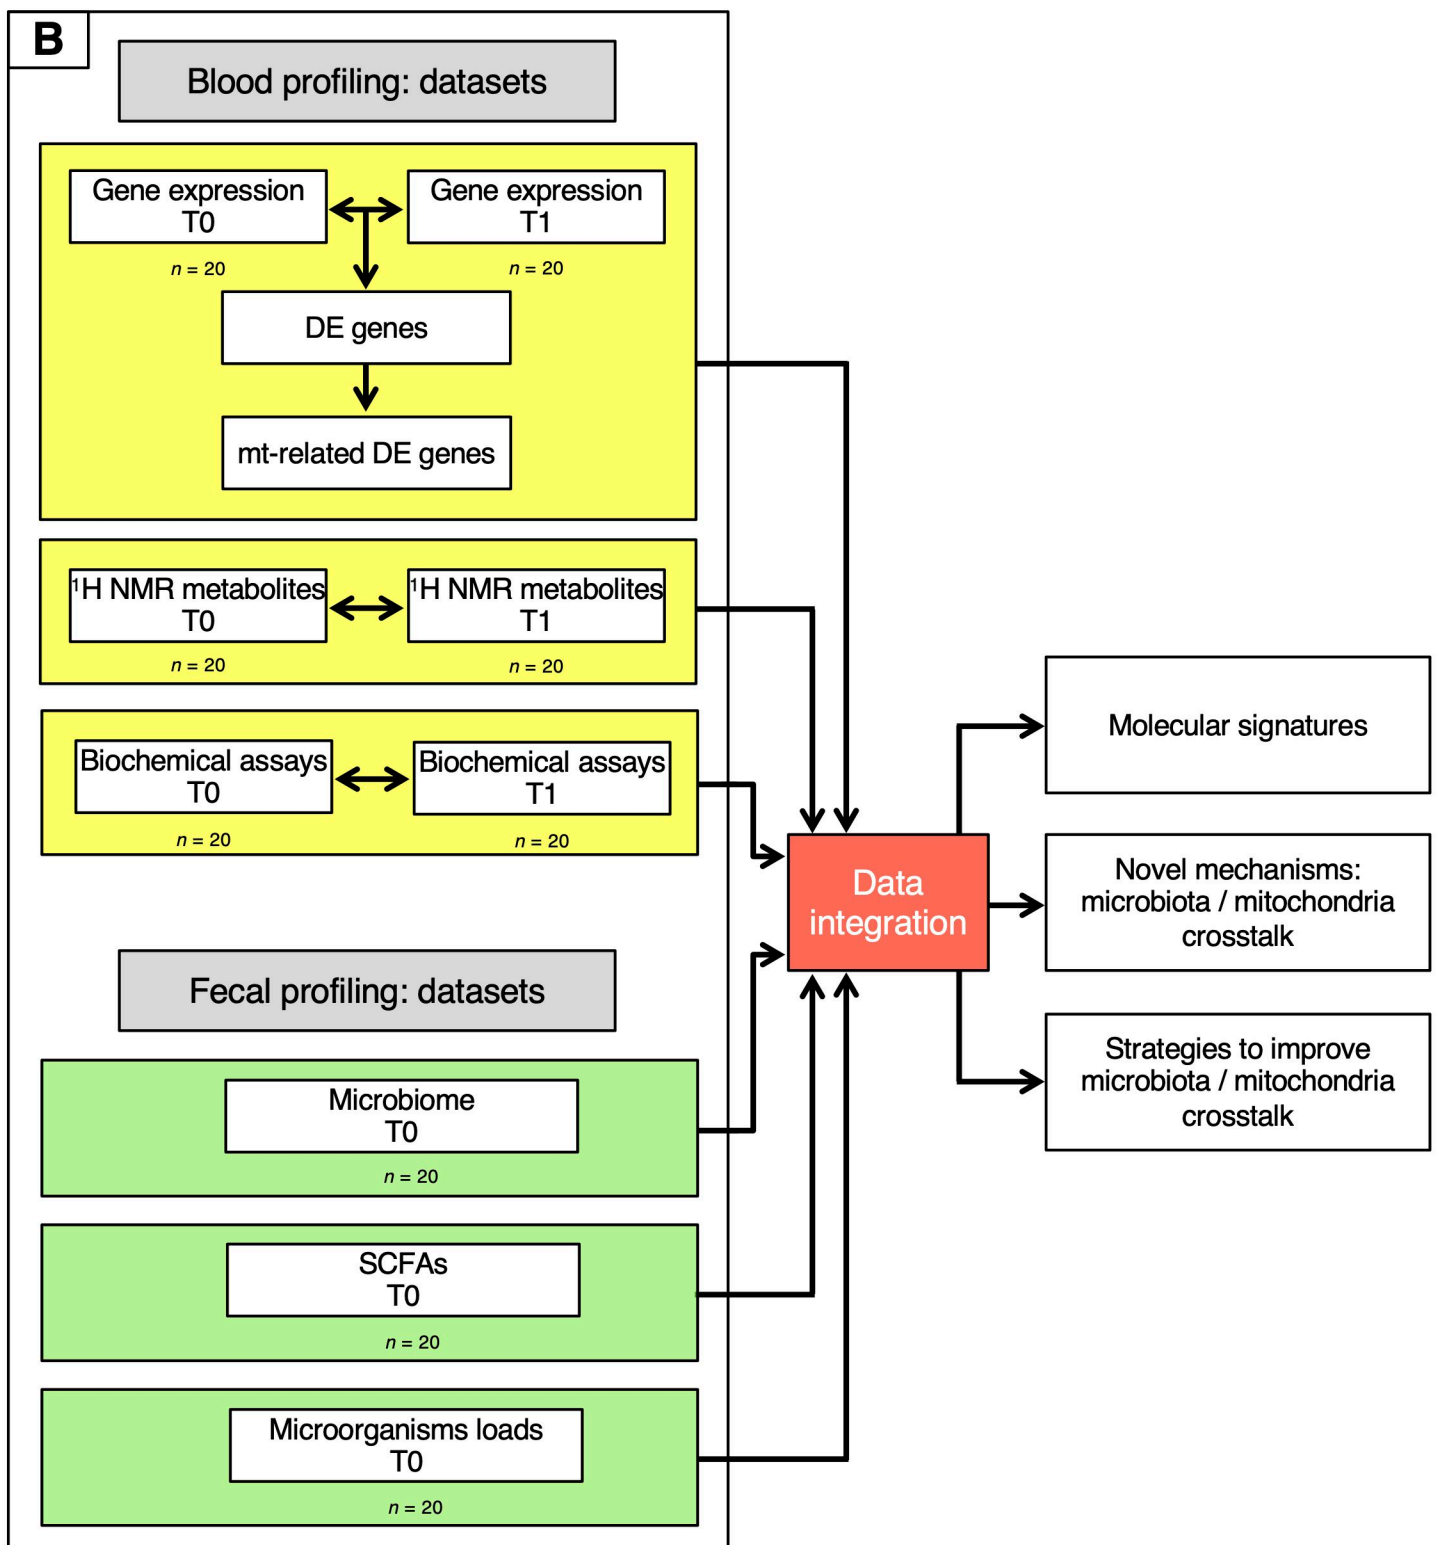 B
Blood profiling: datasets
Gene expression
T0
n = 20
Gene expression
T1
n = 20
DE genes
mt-related DE genes
¹H NMR metabolites
T0
n = 20
¹H NMR metabolites
T1
n = 20
Biochemical assays
T0
n = 20
Biochemical assays
T1
n = 20
Fecal profiling: datasets
Microbiome
T0
n = 20
SCFAs
T0
n = 20
Microorganisms loads
T0
n = 20
Data
integration
Molecular signatures
Novel mechanisms:
microbiota / mitochondria
crosstalk
Strategies to improve
microbiota / mitochondria
crosstalk